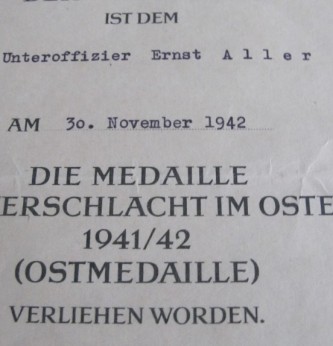 IST DEM
Unteroffizier Ernst A l l e r
AM 30. November 1942
DIE MEDAILLE
ERSCHLACHT IM OSTE
1941/42
(OSTMEDAILLE)
VERLIEHEN WORDEN.